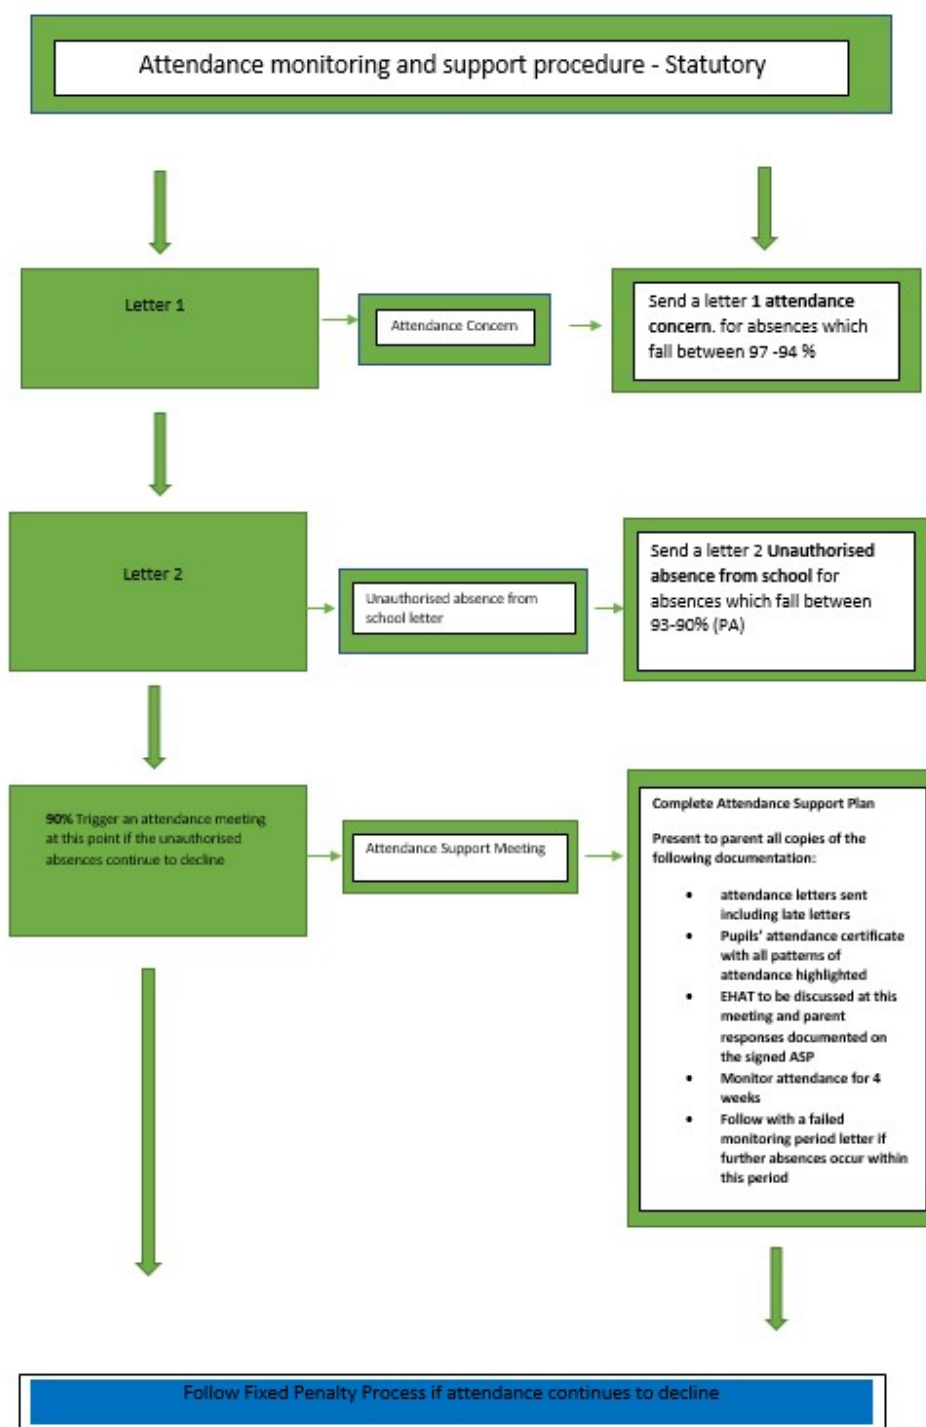 Attendance monitoring and support procedure - Statutory
Letter 1
Attendance Concern
Send a letter 1 attendance
concern. for absences which
fall between 97 -94 %
Letter 2
Unauthorised absence from
school letter
Send a letter 2 Unauthorised
absence from school for
absences which fall between
93-90% (PA)
90% Trigger an attendance meeting
at this point if the unauthorised
absences continue to decline
Attendance Support Meeting
Complete Attendance Support Plan
Present to parent all copies of the
following documentation:
• attendance letters sent
including late letters
• Pupils' attendance certificate
with all patterns of
attendance highlighted
• EHAT to be discussed at this
meeting and parent
responses documented on
the signed ASP
• Monitor attendance for 4
weeks
• Follow with a failed
monitoring period letter if
further absences occur within
this period
Follow Fixed Penalty Process if attendance continues to decline